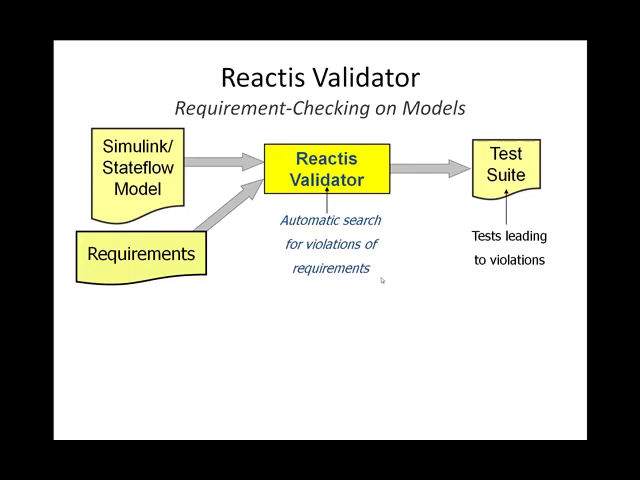 Reactis Validator
Requirement-Checking on Models
Simulink/
Stateflow
Model
Requirements
Reactis
Validator
Automatic search
for violations of
requirements
Test
Suite
Tests leading
to violations